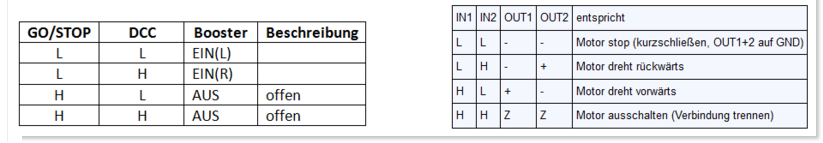 GO/STOP DCC Booster Beschreibung
L L EIN(L)
L H EIN(R)
H L AUS offen
H H AUS offen
IN1 IN2 OUT1 OUT2 entspricht
L L - - Motor stop (kurzschließen, OUT1+2 auf GND)
L H - + Motor dreht rückwärts
H L + - Motor dreht vorwärts
H H Z Z Motor ausschalten (Verbindung trennen)